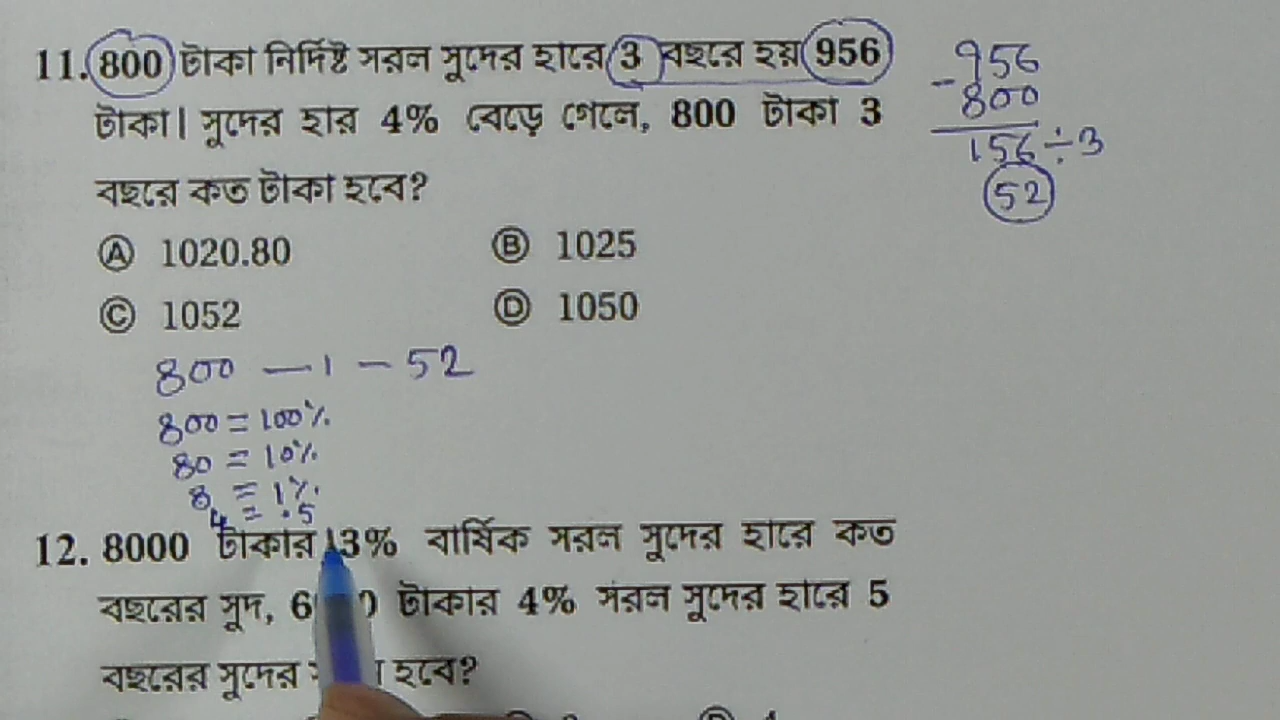 11. 800 টাকা নির্দিষ্ট সরল সুদের হারে 3 বছরে হয় 956
টাকা। সুদের হার 4% বেড়ে গেলে, 800 টাকা 3
বছরে কত টাকা হবে?
Ⓐ 1020.80 Ⓑ 1025
Ⓒ 1052 Ⓓ 1050
956
- 800
156 ÷ 3
52
800 — 1 — 52
800 = 100%
80 = 10%
8 = 1%
4 = .5
12. 8000 টাকার 3% বার্ষিক সরল সুদের হারে কত
বছরের সুদ, টাকার 4% সরল সুদের হারে 5
বছরের সুদের হবে?